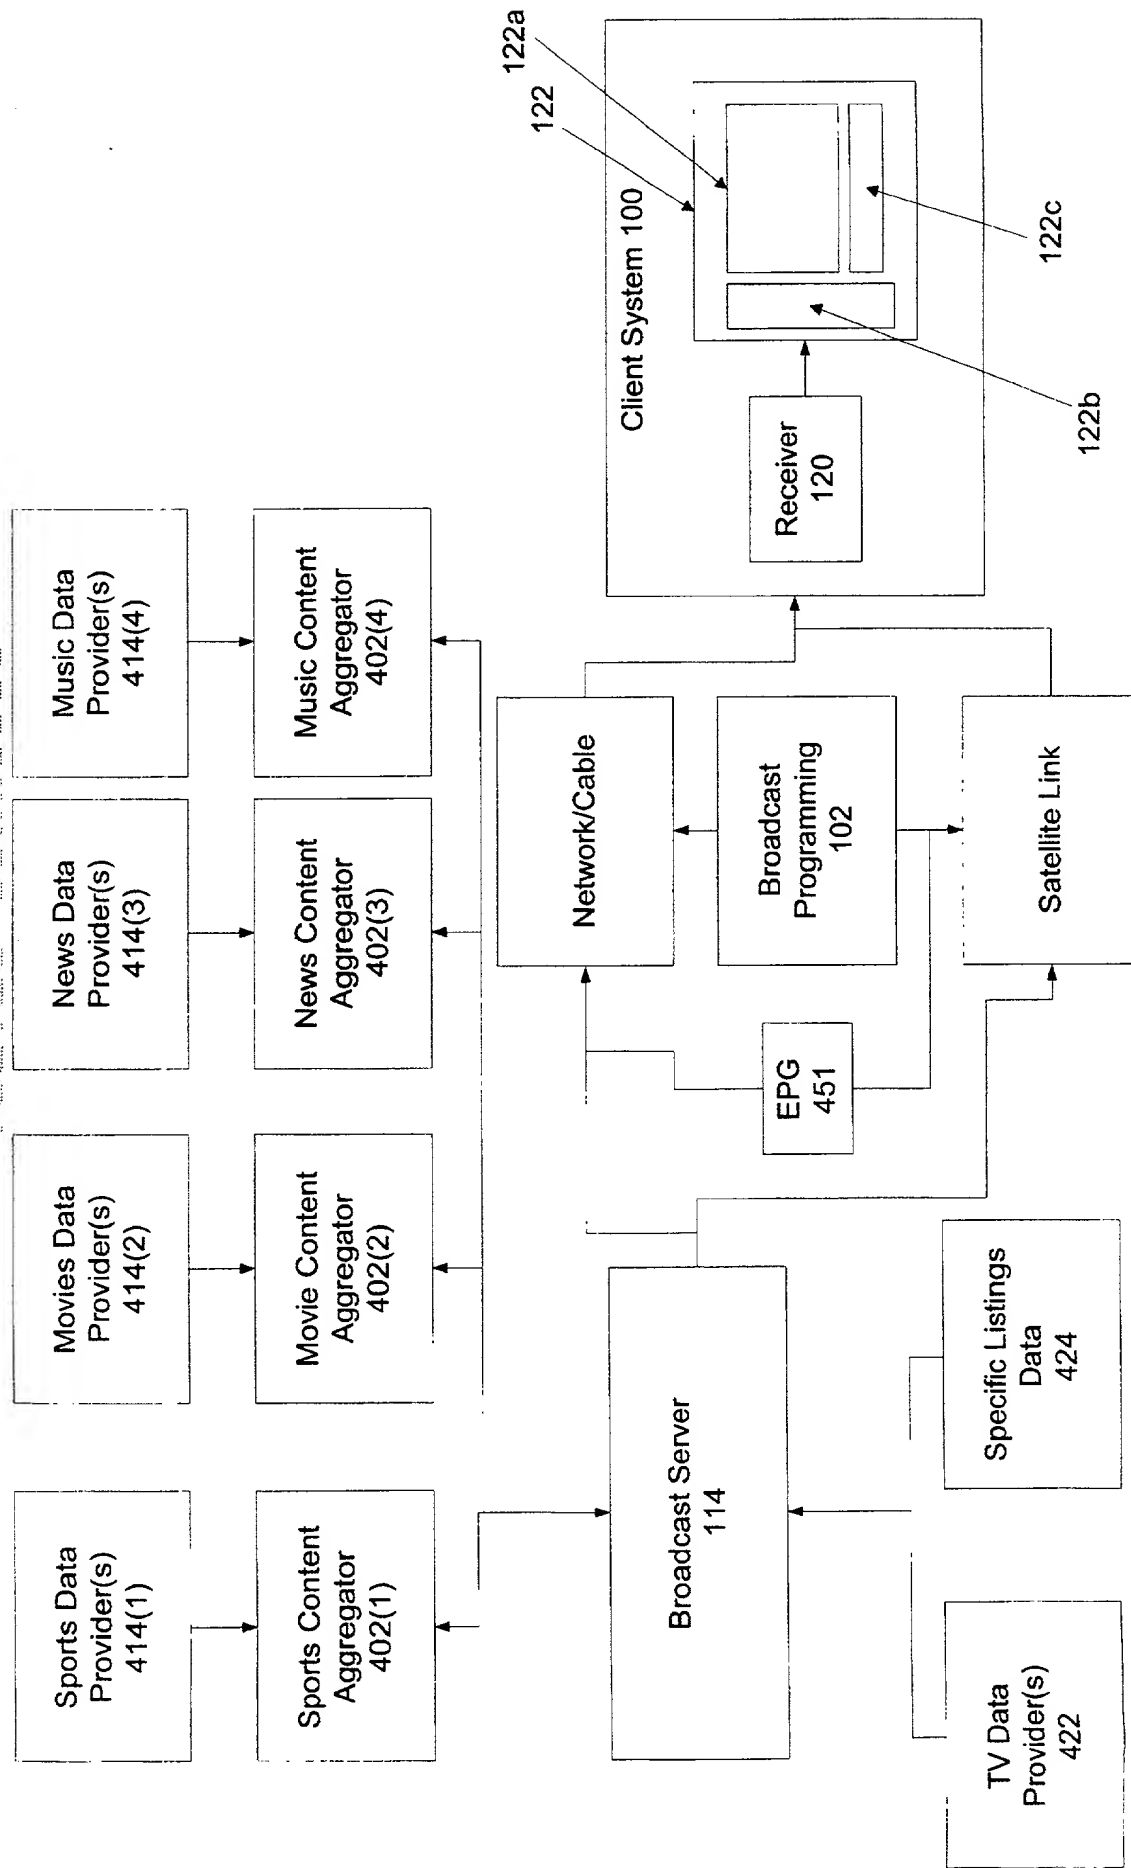 Sports Data
Provider(s)
414(1)
Movies Data
Provider(s)
414(2)
News Data
Provider(s)
414(3)
Music Data
Provider(s)
414(4)
Sports Content
Aggregator
402(1)
Movie Content
Aggregator
402(2)
News Content
Aggregator
402(3)
Music Content
Aggregator
402(4)
Broadcast Server
114
TV Data
Provider(s)
422
Specific Listings
Data
424
EPG
451
Network/Cable
Broadcast
Programming
102
Satellite Link
Client System 100
Receiver
120
122
122a
122b
122c